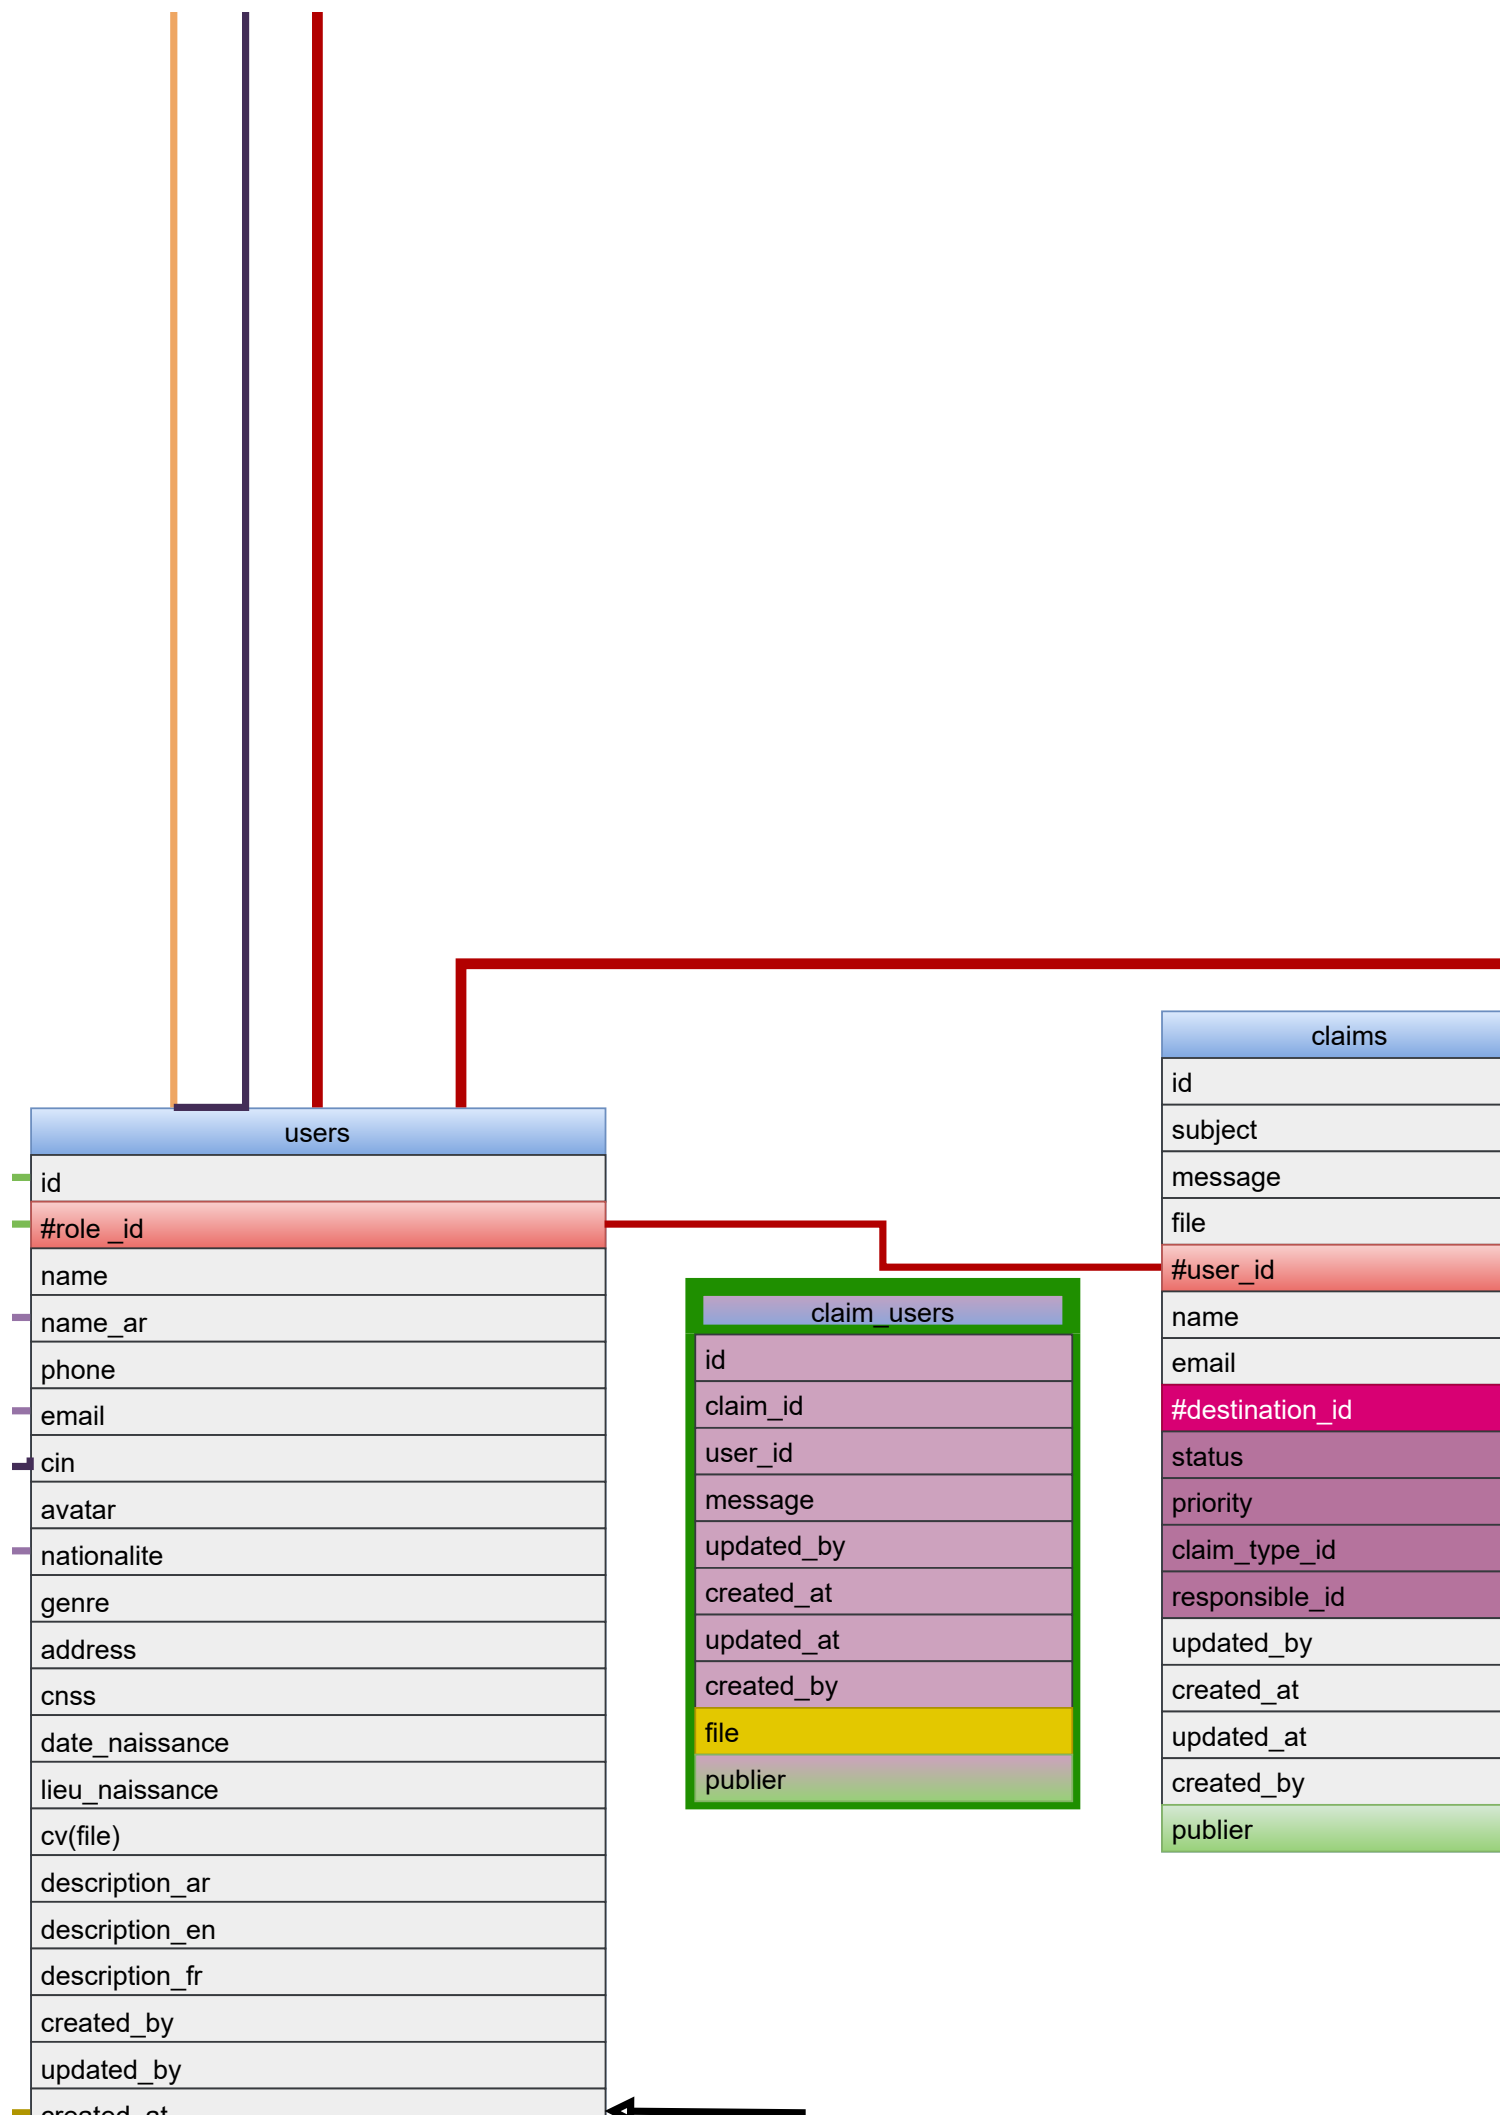 users
id
#role _id
name
name_ar
phone
email
cin
avatar
nationalite
genre
address
cnss
date_naissance
lieu_naissance
cv(file)
description_ar
description_en
description_fr
created_by
updated_by
created_at
claim_users
id
claim_id
user_id
message
updated_by
created_at
updated_at
created_by
file
publier
claims
id
subject
message
file
#user_id
name
email
#destination_id
status
priority
claim_type_id
responsible_id
updated_by
created_at
updated_at
created_by
publier